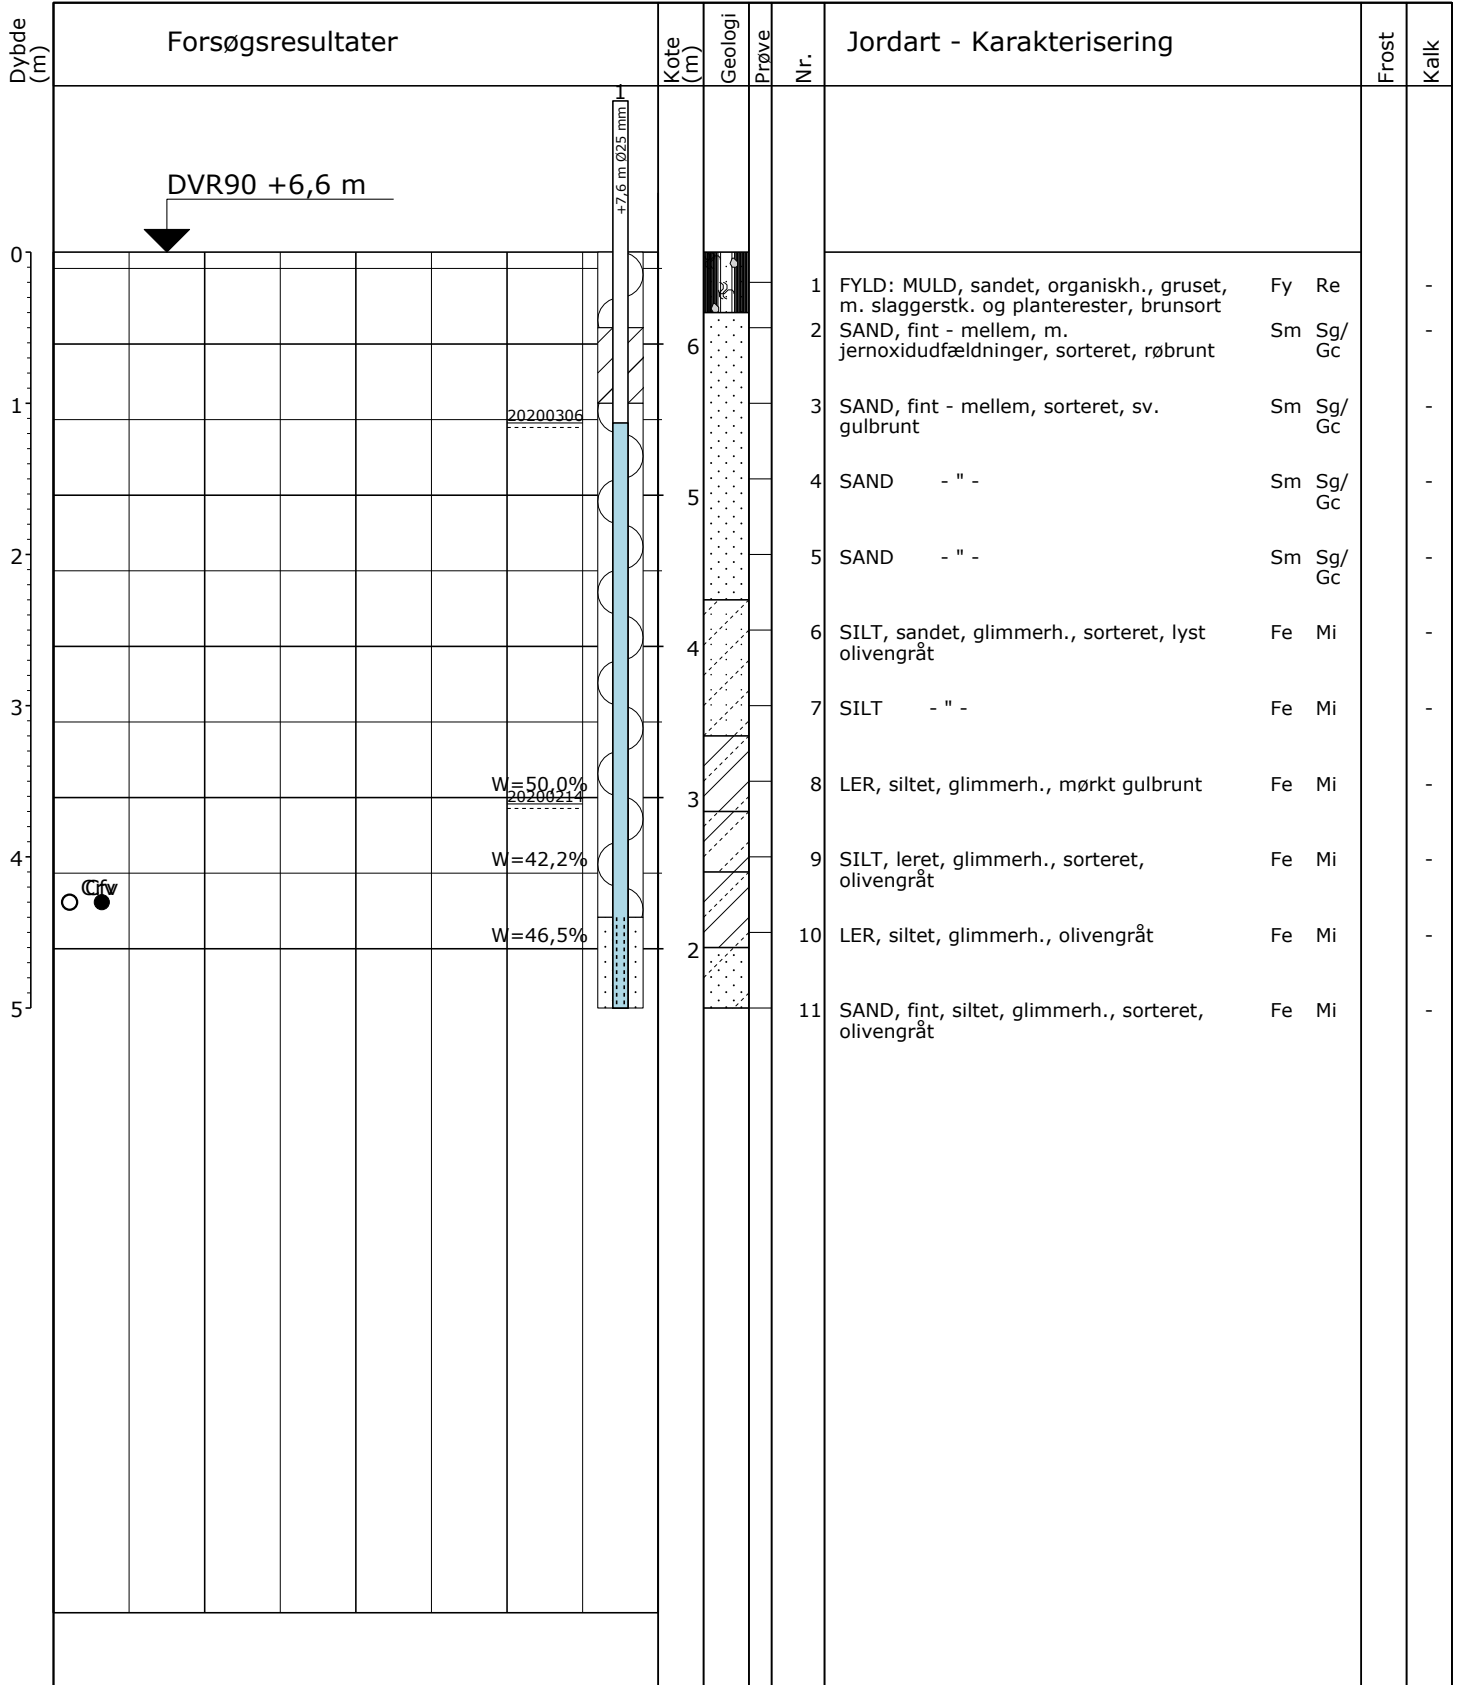 Dybde
(m)
Forsøgsresultater
Kote
(m)
Geologi
Prøve
Nr.
Jordart - Karakterisering
Frost
Kalk
1
+7,6 m Ø25 mm
DVR90 +6,6 m
0
1 FYLD: MULD, sandet, organiskh., gruset, Fy Re -
m. slaggerstk. og planterester, brunsort
2 SAND, fint - mellem, m. Sm Sg/ -
jernoxidudfældninger, sorteret, røbrunt Gc
6
1
20200306
3 SAND, fint - mellem, sorteret, sv. Sm Sg/ -
gulbrunt Gc
4 SAND - " - Sm Sg/ -
Gc
5
2
5 SAND - " - Sm Sg/ -
Gc
6 SILT, sandet, glimmerh., sorteret, lyst Fe Mi -
olivengråt
4
3
7 SILT - " - Fe Mi -
W=50,0%
8 LER, siltet, glimmerh., mørkt gulbrunt Fe Mi -
20200214
3
4
W=42,2%
9 SILT, leret, glimmerh., sorteret, Fe Mi -
olivengråt
W=46,5%
10 LER, siltet, glimmerh., olivengråt Fe Mi -
2
5
11 SAND, fint, siltet, glimmerh., sorteret, Fe Mi -
olivengråt